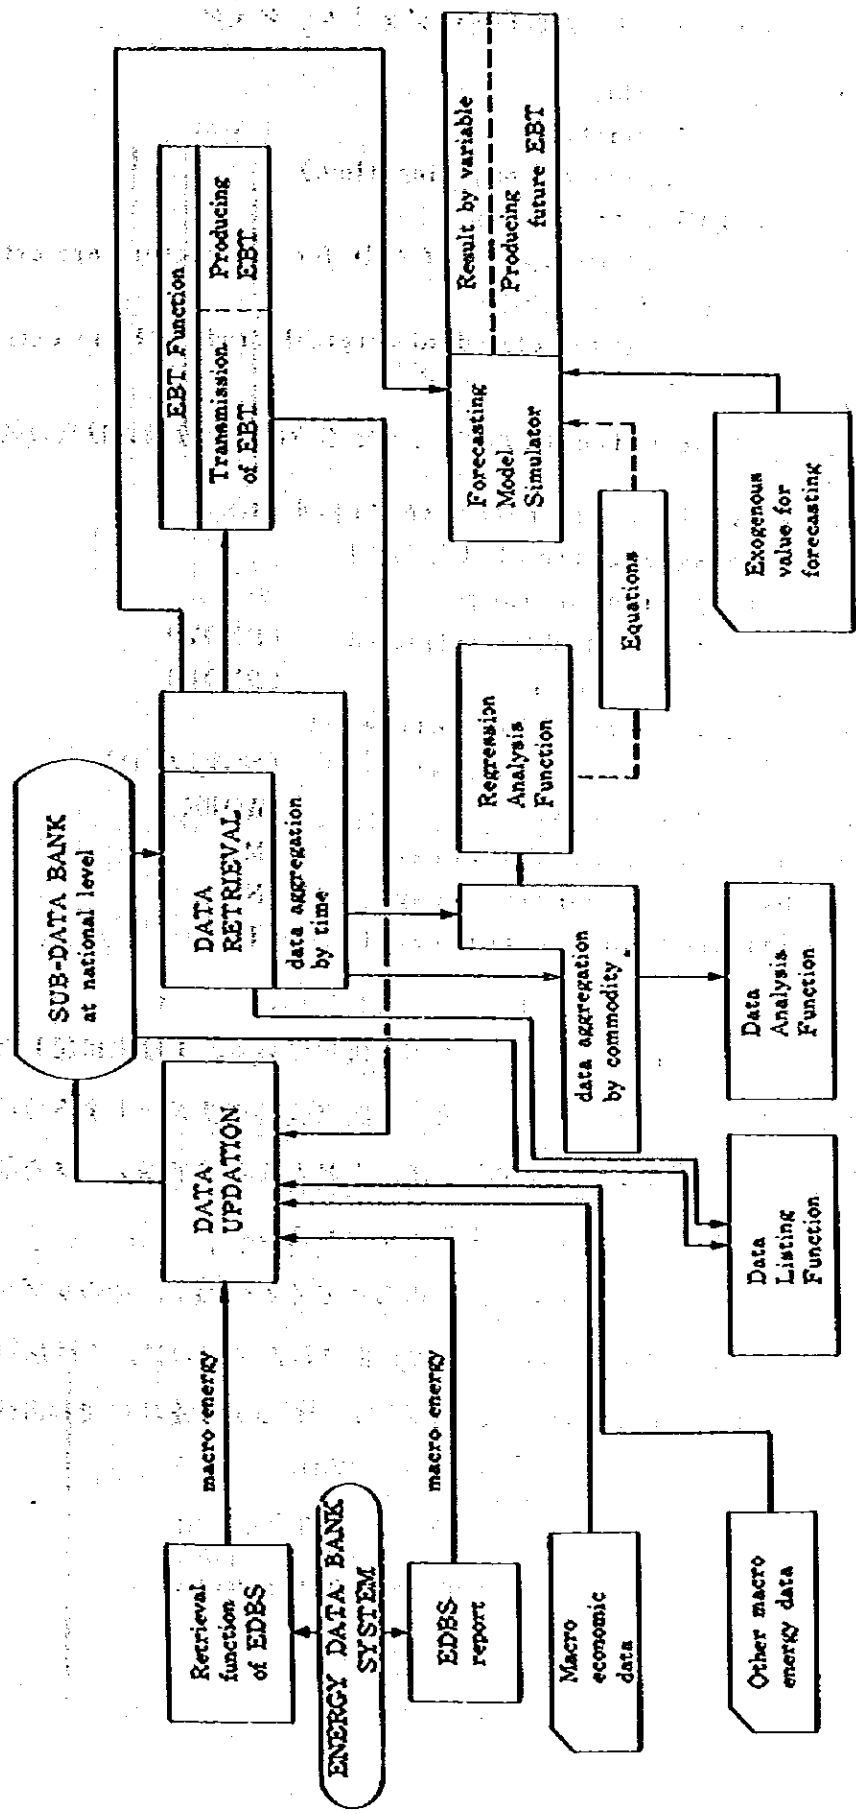 SUB-DATA BANK
at national level
DATA
UPDATION
DATA
RETRIEVAL
data aggregation
by time
EBT Function
Transmission
of EBT
Producing
EBT
Retrieval
function
of EDBS
macro energy
ENERGY DATA BANK
SYSTEM
EDBS
report
macro energy
Macro
economic
data
Other macro
energy data
data aggregation
by commodity
Regression
Analysis
Function
Equations
Forecasting
Model
Simulator
Result by variable
Producing
future EBT
Exogenous
value for
forecasting
Data
Listing
Function
Data
Analysis
Function